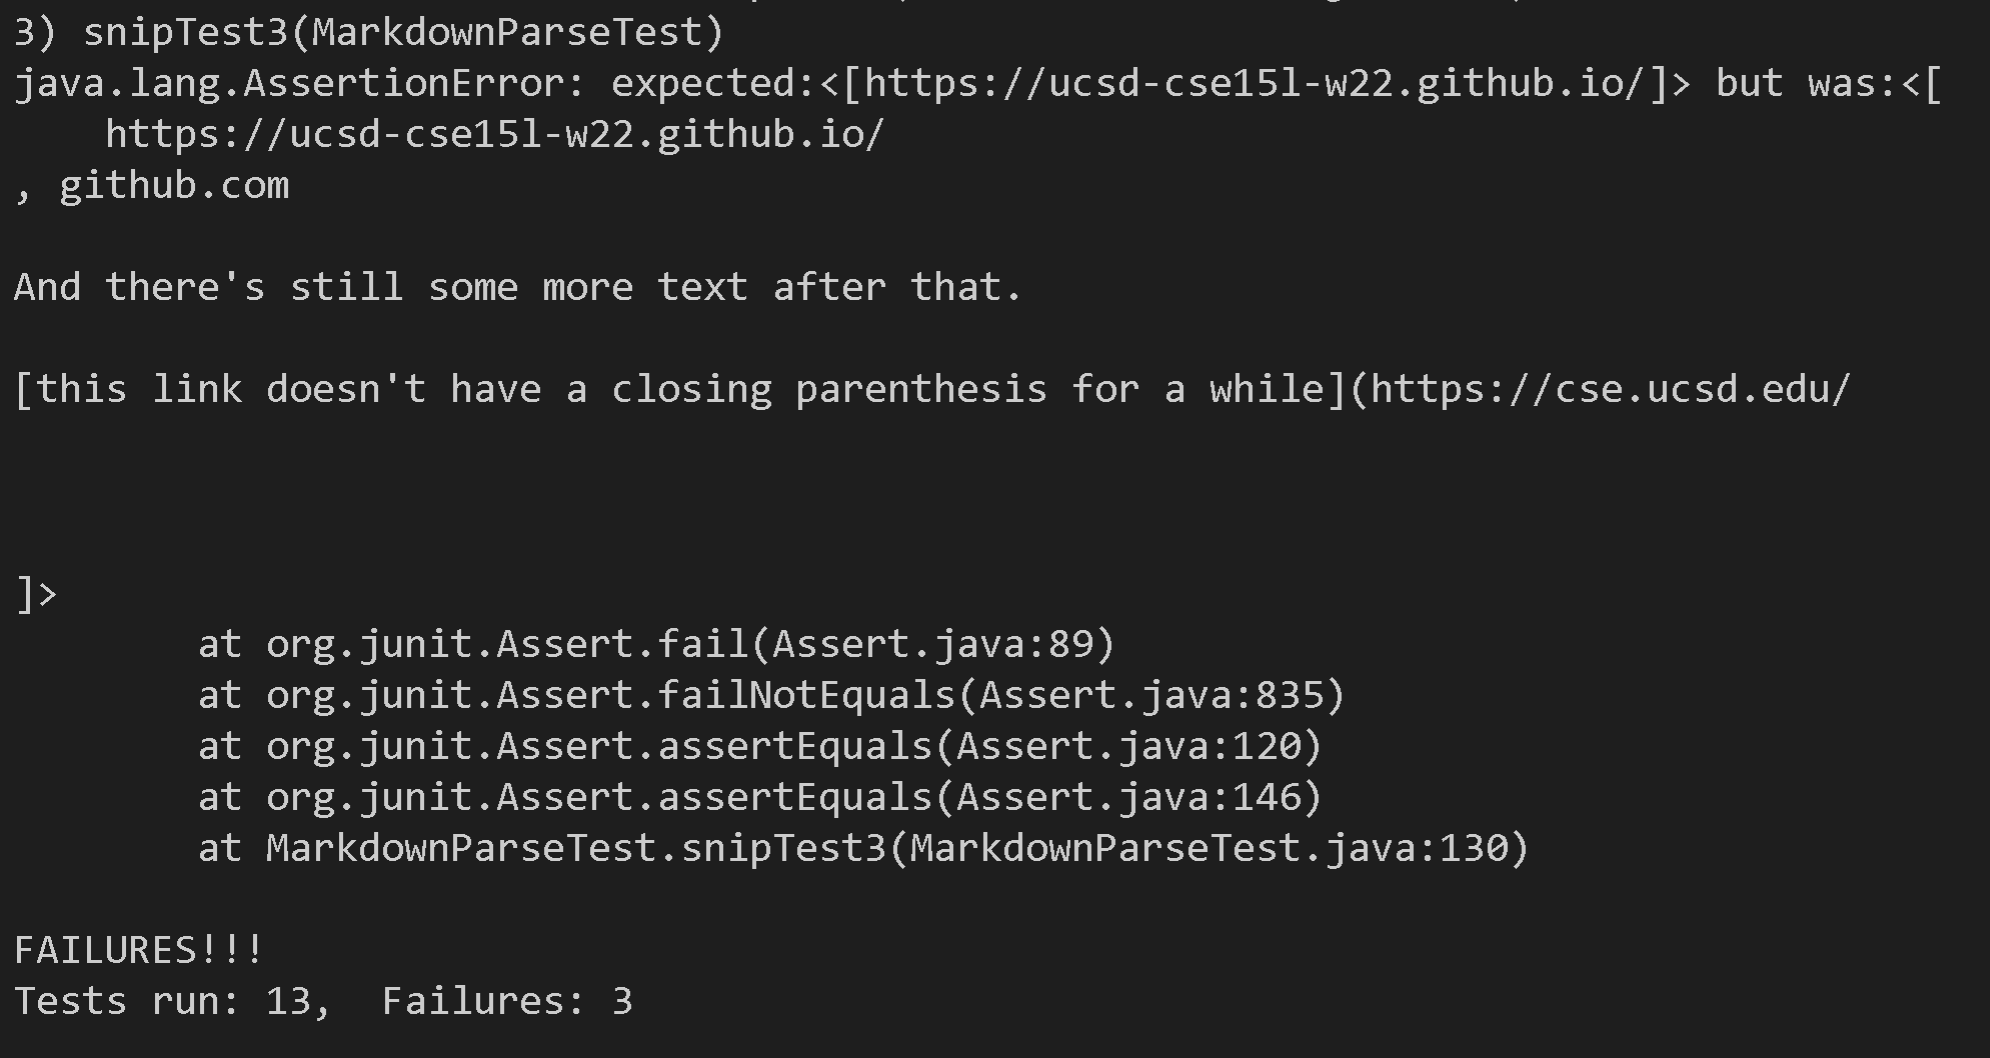 3) snipTest3(MarkdownParseTest)
java.lang.AssertionError: expected:<[https://ucsd-cse15l-w22.github.io/]> but was:<[
    https://ucsd-cse15l-w22.github.io/
, github.com
And there's still some more text after that.
[this link doesn't have a closing parenthesis for a while](https://cse.ucsd.edu/
]>
        at org.junit.Assert.fail(Assert.java:89)
        at org.junit.Assert.failNotEquals(Assert.java:835)
        at org.junit.Assert.assertEquals(Assert.java:120)
        at org.junit.Assert.assertEquals(Assert.java:146)
        at MarkdownParseTest.snipTest3(MarkdownParseTest.java:130)
FAILURES!!!
Tests run: 13,  Failures: 3